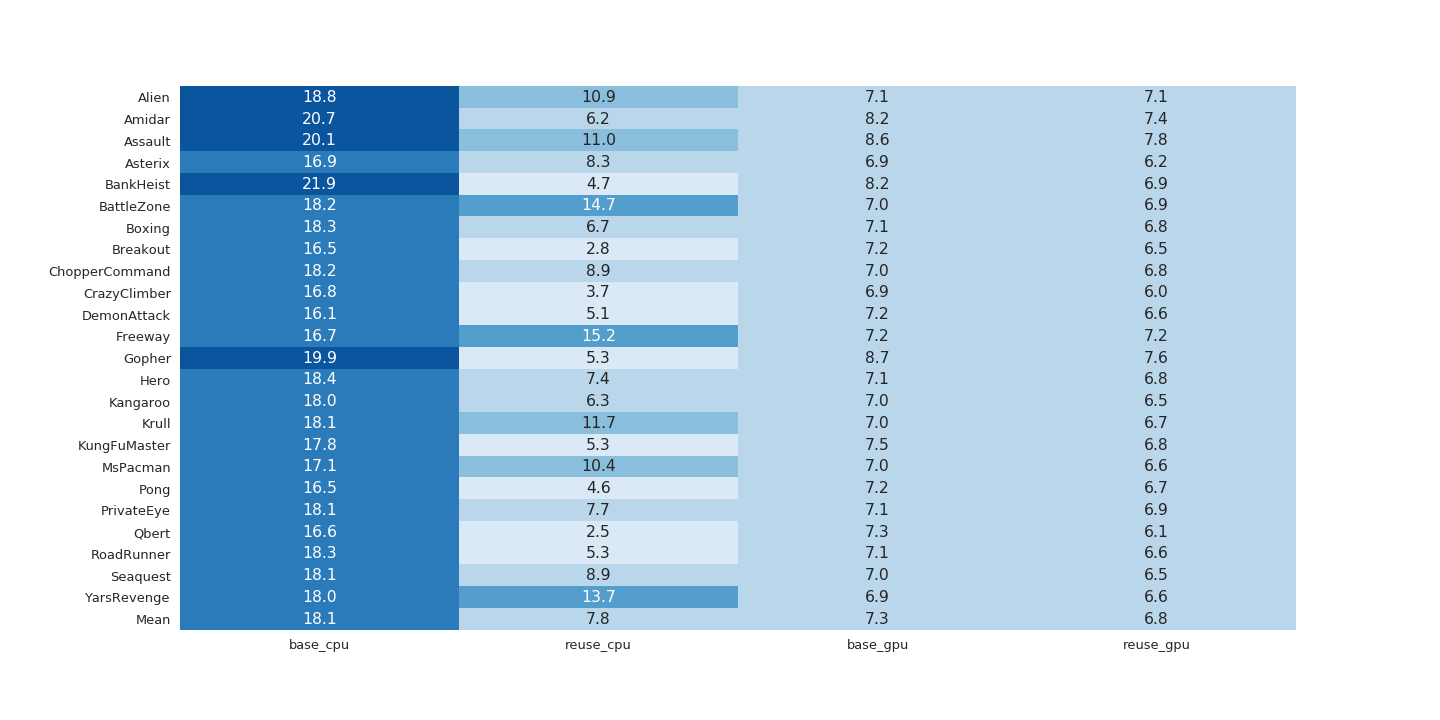 Alien 18.8 10.9 7.1 7.1
Amidar 20.7 6.2 8.2 7.4
Assault 20.1 11.0 8.6 7.8
Asterix 16.9 8.3 6.9 6.2
BankHeist 21.9 4.7 8.2 6.9
BattleZone 18.2 14.7 7.0 6.9
Boxing 18.3 6.7 7.1 6.8
Breakout 16.5 2.8 7.2 6.5
ChopperCommand 18.2 8.9 7.0 6.8
CrazyClimber 16.8 3.7 6.9 6.0
DemonAttack 16.1 5.1 7.2 6.6
Freeway 16.7 15.2 7.2 7.2
Gopher 19.9 5.3 8.7 7.6
Hero 18.4 7.4 7.1 6.8
Kangaroo 18.0 6.3 7.0 6.5
Krull 18.1 11.7 7.0 6.7
KungFuMaster 17.8 5.3 7.5 6.8
MsPacman 17.1 10.4 7.0 6.6
Pong 16.5 4.6 7.2 6.7
PrivateEye 18.1 7.7 7.1 6.9
Qbert 16.6 2.5 7.3 6.1
RoadRunner 18.3 5.3 7.1 6.6
Seaquest 18.1 8.9 7.0 6.5
YarsRevenge 18.0 13.7 6.9 6.6
Mean 18.1 7.8 7.3 6.8
base_cpu reuse_cpu base_gpu reuse_gpu